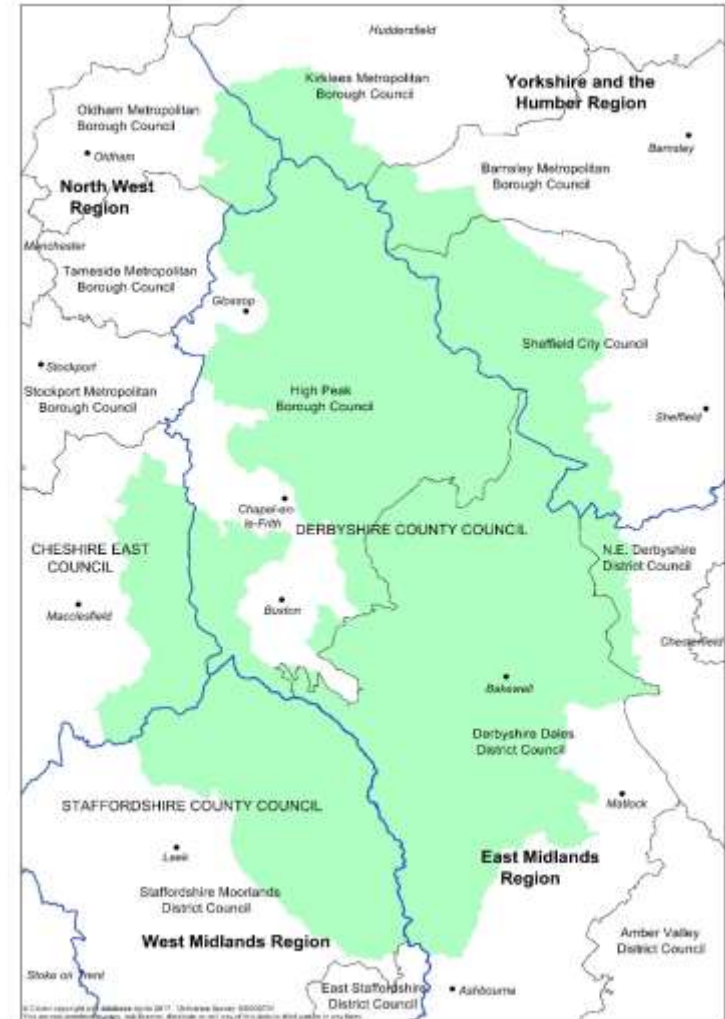 Huddersfield
Kirklees Metropolitan
Borough Council
Yorkshire and the
Humber Region
Oldham Metropolitan
Borough Council
Oldham
Barnsley
Barnsley Metropolitan
Borough Council
North West
Region
Manchester
Tameside Metropolitan
Borough Council
Glossop
Sheffield City Council
Stockport
Stockport Metropolitan
Borough Council
High Peak
Borough Council
Sheffield
Chapel-en
le-Frith
DERBYSHIRE COUNTY COUNCIL
CHESHIRE EAST
COUNCIL
N.E. Derbyshire
District Council
Macclesfield
Buxton
Chesterfield
Bakewell
Derbyshire Dales
District Council
Matlock
STAFFORDSHIRE COUNTY COUNCIL
Leek
East Midlands
Region
Staffordshire Moorlands
District Council
West Midlands Region
Amber Valley
District Council
Stoke on Trent
East Staffordshire
District Council
Ashbourne